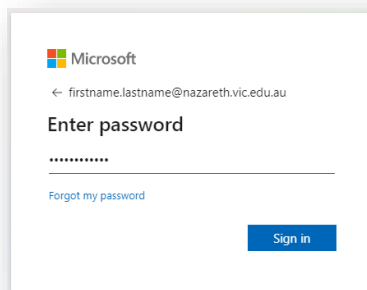 Microsoft
← firstname.lastname@nazareth.vic.edu.au
Enter password
••••••••••••
Forgot my password
Sign in